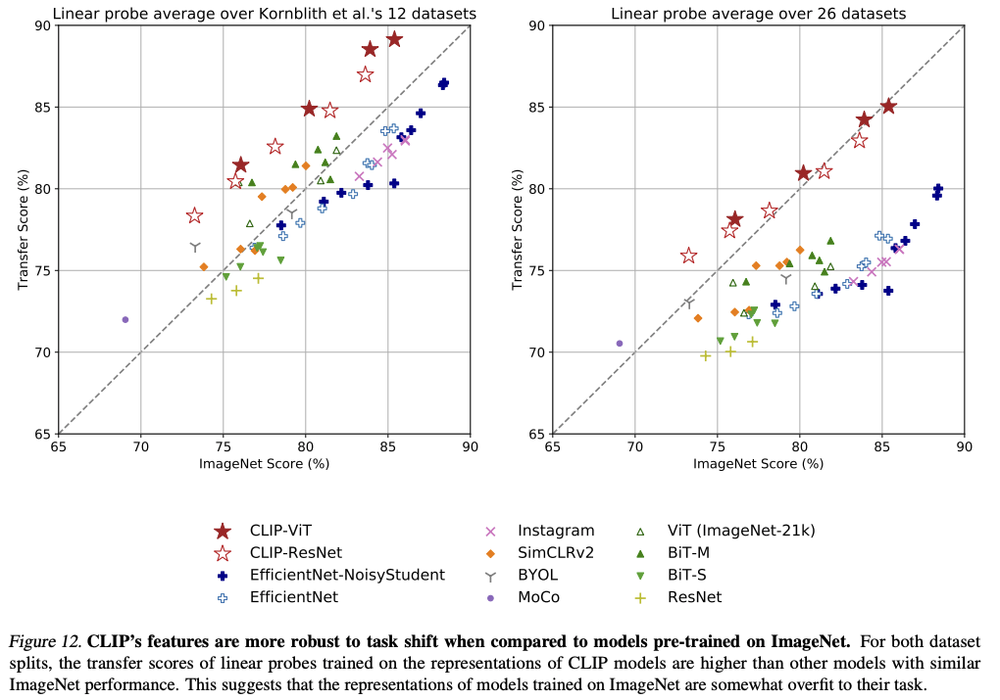 Linear probe average over Kornblith et al.'s 12 datasets
90
85
80
75
70
65
Transfer Score (%)
65 70 75 80 85 90
ImageNet Score (%)
Linear probe average over 26 datasets
90
85
80
75
70
65
Transfer Score (%)
65 70 75 80 85 90
ImageNet Score (%)
CLIP-ViT
CLIP-ResNet
EfficientNet-NoisyStudent
EfficientNet
Instagram
SimCLRv2
BYOL
MoCo
ViT (ImageNet-21k)
BiT-M
BiT-S
ResNet
Figure 12. CLIP's features are more robust to task shift when compared to models pre-trained on ImageNet. For both dataset
splits, the transfer scores of linear probes trained on the representations of CLIP models are higher than other models with similar
ImageNet performance. This suggests that the representations of models trained on ImageNet are somewhat overfit to their task.